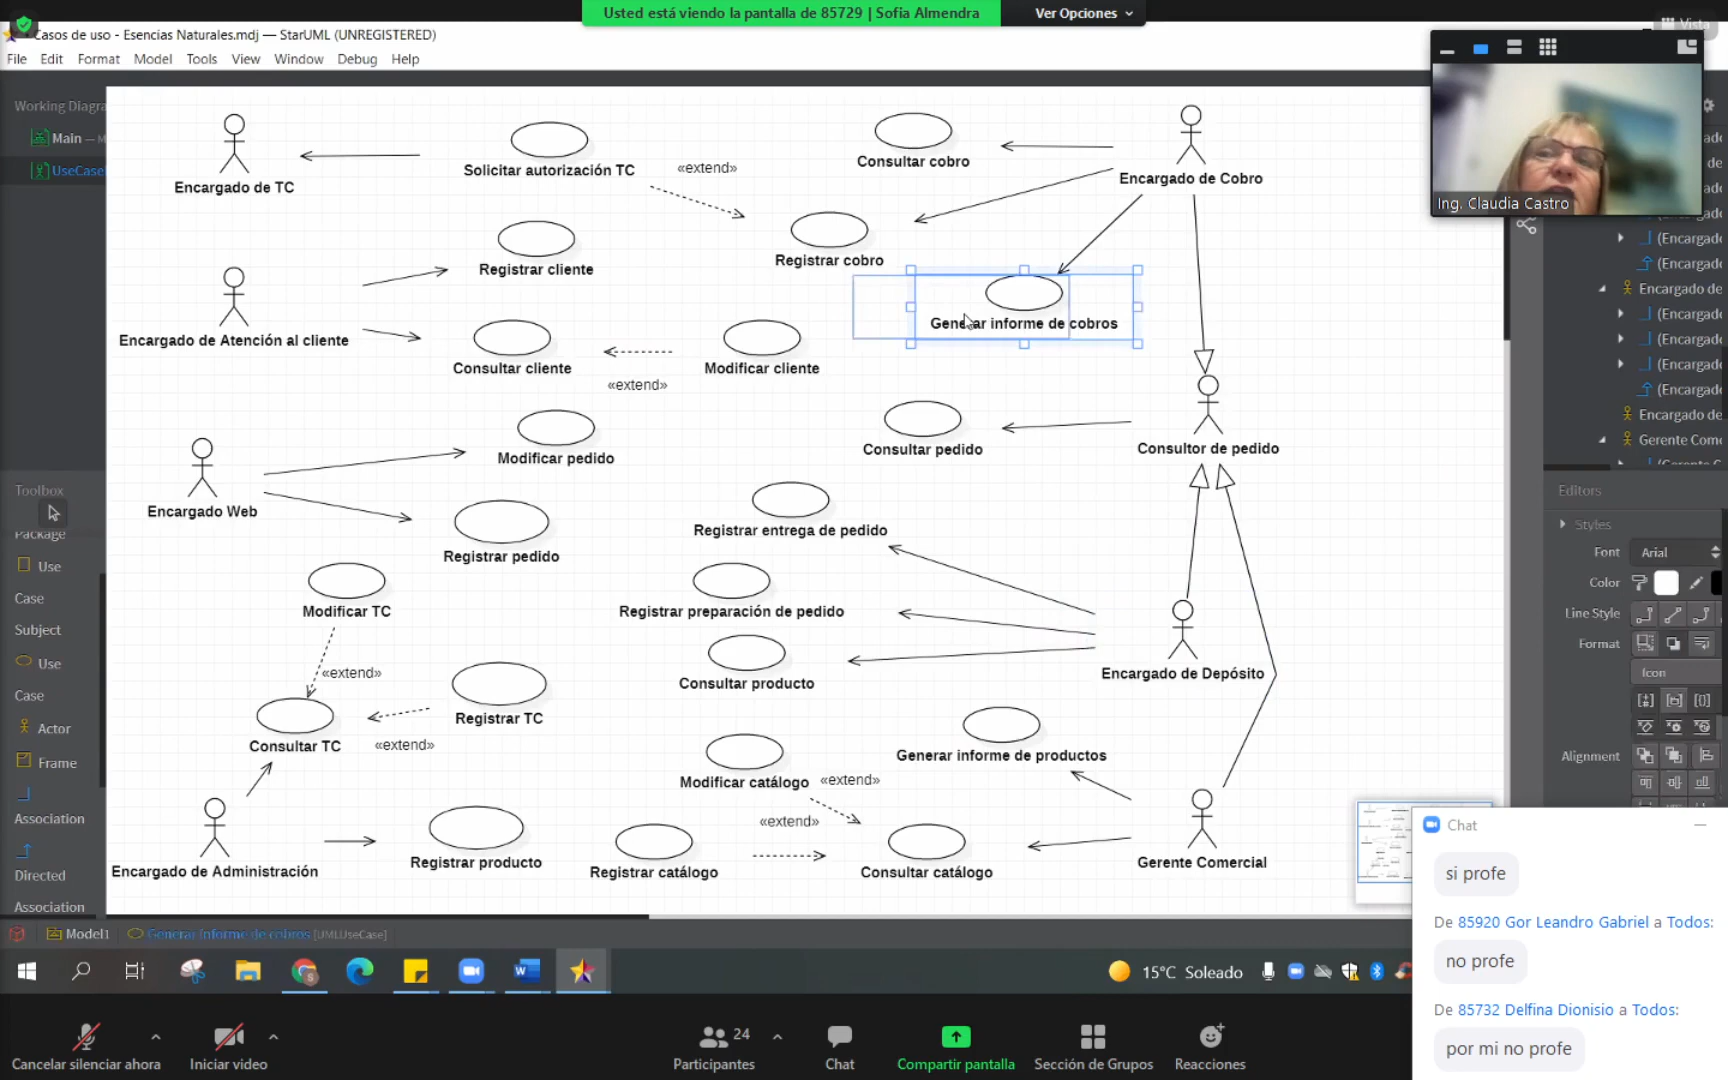 Usted está viendo la pantalla de 85729 | Sofia Almendra
Ver Opciones
Vista
Casos de uso - Esencias Naturales.mdj — StarUML (UNREGISTERED)
File Edit Format Model Tools View Window Debug Help
Working Diagra
Main — M
UseCase
Encargado de TC
Solicitar autorización TC
«extend»
Consultar cobro
Encargado de Cobro
Ing. Claudia Castro
Registrar cliente
Registrar cobro
Encargado de Atención al cliente
Generar informe de cobros
Consultar cliente
«extend»
Modificar cliente
Modificar pedido
Consultar pedido
Consultor de pedido
Encargado Web
Registrar pedido
Registrar entrega de pedido
Modificar TC
Registrar preparación de pedido
«extend»
Registrar TC
Consultar producto
Encargado de Depósito
Consultar TC
«extend»
Generar informe de productos
Modificar catálogo
«extend»
«extend»
Encargado de Administración
Registrar producto
Registrar catálogo
Consultar catálogo
Gerente Comercial
(Encargado
(Encargado
Encargado de
(Encargado
(Encargado
(Encargado
(Encargado
Encargado de
Gerente Come
Toolbox
Package
Use
Case
Subject
Use
Case
Actor
Frame
Association
Directed
Association
Editors
Styles
Font Arial
Color
Line Style
Format
Icon
Alignment
Model1 Generar informe de cobros [UMLUseCase]
15°C Soleado
Chat
si profe
De 85920 Gor Leandro Gabriel a Todos:
no profe
De 85732 Delfina Dionisio a Todos:
por mi no profe
Cancelar silenciar ahora
Iniciar video
24
Participantes
Chat
Compartir pantalla
Sección de Grupos
Reacciones